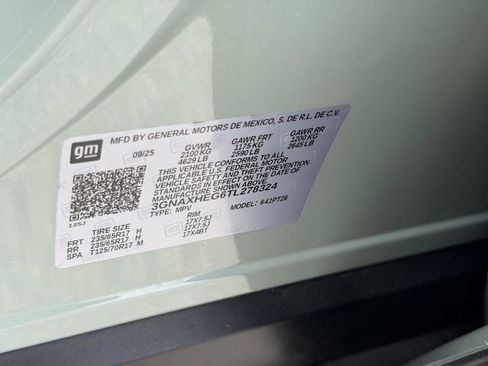 gm
MFD BY GENERAL MOTORS DE MEXICO, S. DE R.L. DE C.V.
09/25 GVWR GAWR FRT GAWR RR
2100 KG 1175 KG 1200 KG
4629 LB 2590 LB 2645 LB
THIS VEHICLE CONFORMS TO ALL
APPLICABLE U.S. FEDERAL MOTOR
VEHICLE SAFETY AND THEFT PREVENTION
STANDARDS IN EFFECT ON THE DATE OF
MANUFACTURE SHOWN ABOVE.
3GNAXHEG6TL278324
125J TYPE: MPV MODEL: 641PT26
TIRE SIZE RIM
FRT 235/65R17 H 17X7.5J
RR 235/65R17 H 17X7.5J
SPA T125/70R17 M 17X4BT